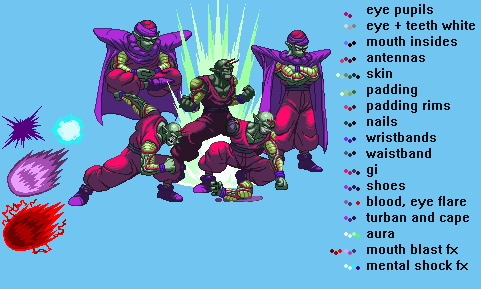 eye pupils
eye + teeth white
mouth insides
antennas
skin
padding
padding rims
nails
wristbands
waistband
gi
shoes
blood, eye flare
turban and cape
aura
mouth blast fx
mental shock fx